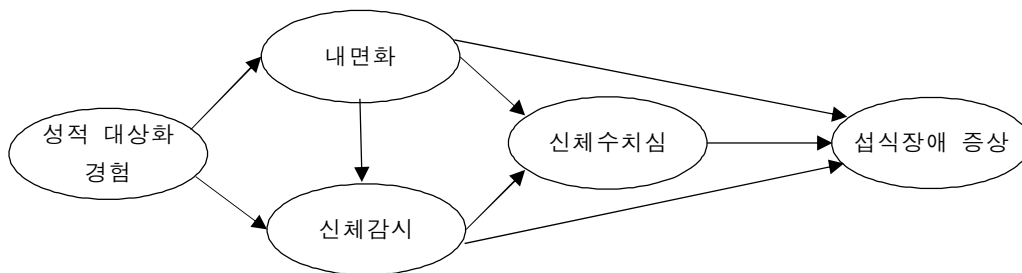 내면화
성적 대상화
경험
신체수치심
섭식장애 증상
신체감시